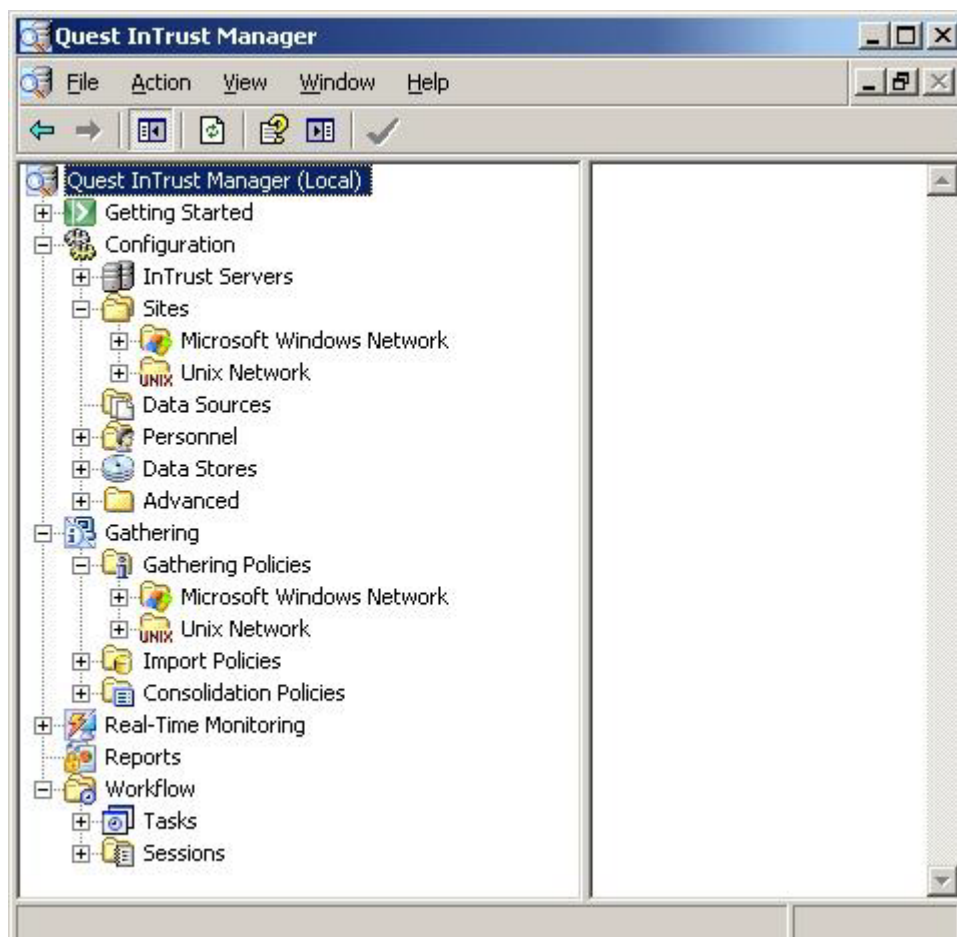 Quest InTrust Manager
File Action View Window Help
Quest InTrust Manager (Local)
Getting Started
Configuration
InTrust Servers
Sites
Microsoft Windows Network
UNIX Unix Network
Data Sources
Personnel
Data Stores
Advanced
Gathering
Gathering Policies
Microsoft Windows Network
UNIX Unix Network
Import Policies
Consolidation Policies
Real-Time Monitoring
Reports
Workflow
Tasks
Sessions